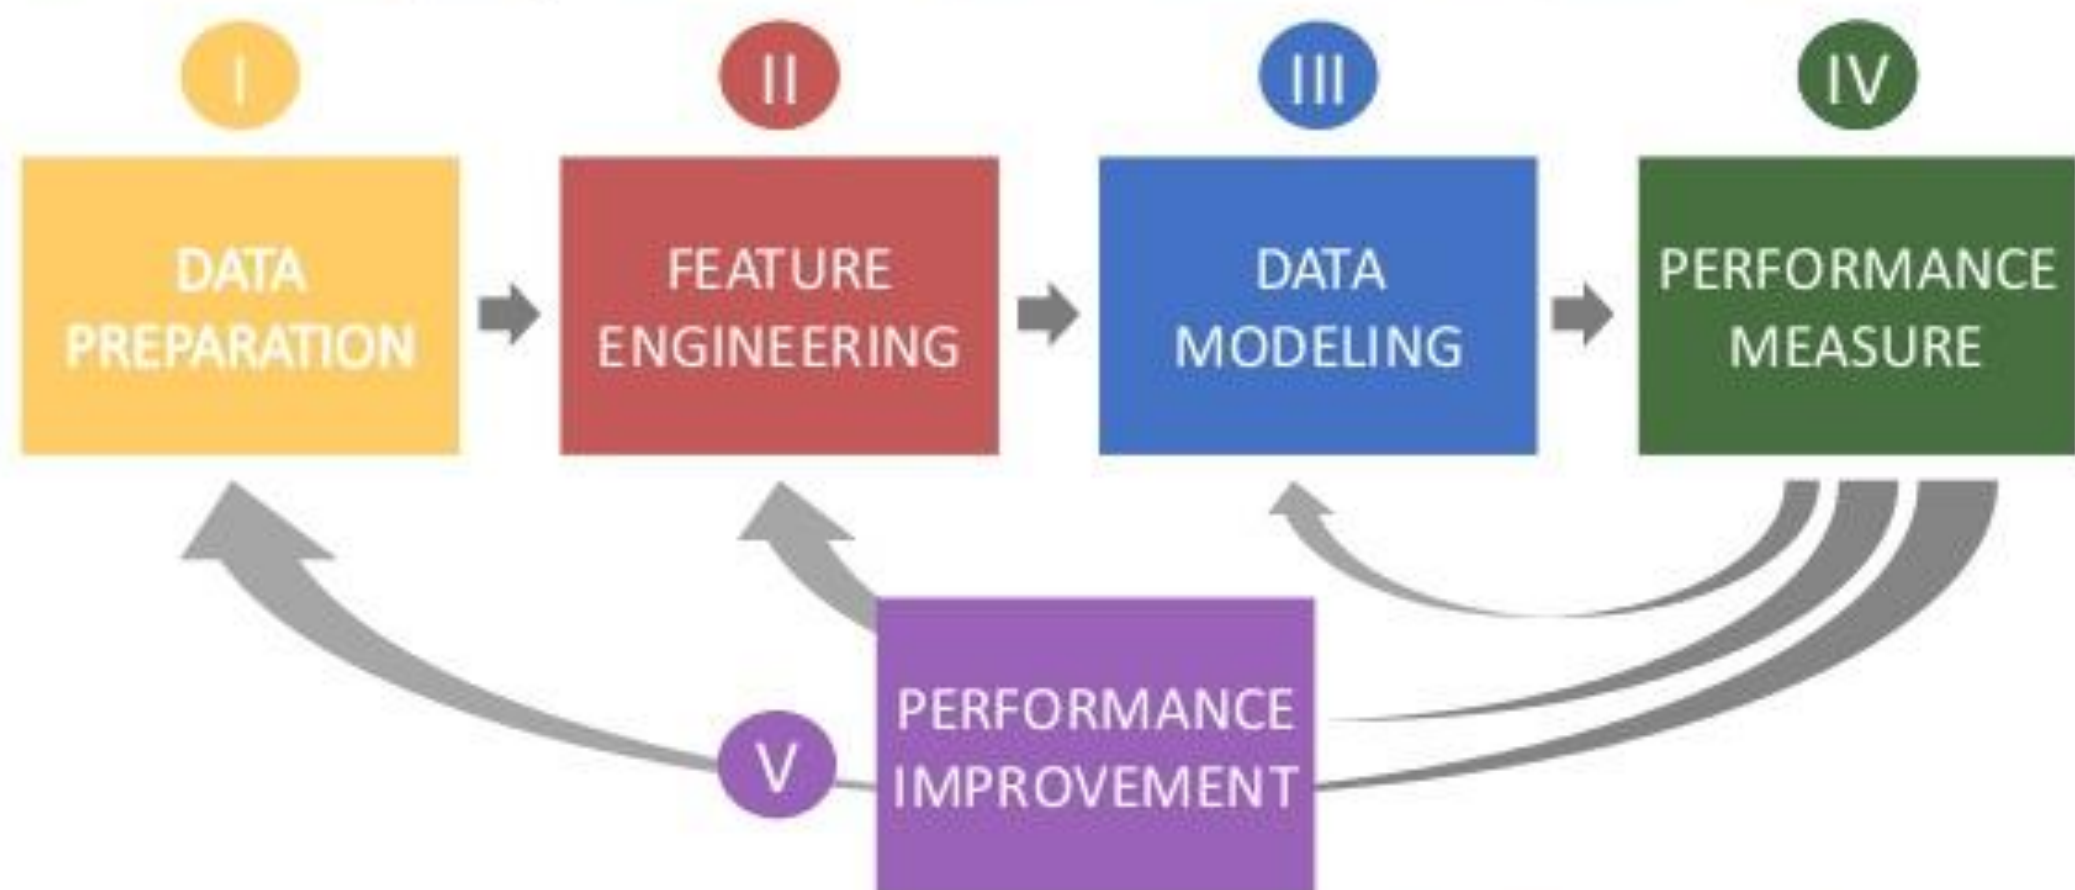 I
II
III
IV
DATA
PREPARATION
FEATURE
ENGINEERING
DATA
MODELING
PERFORMANCE
MEASURE
V
PERFORMANCE
IMPROVEMENT